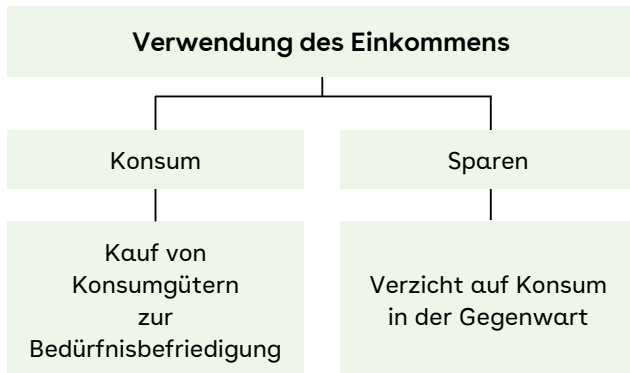 Verwendung des Einkommens
Konsum
Sparen
Kauf von
Konsumgütern
zur
Bedürfnisbefriedigung
Verzicht auf Konsum
in der Gegenwart